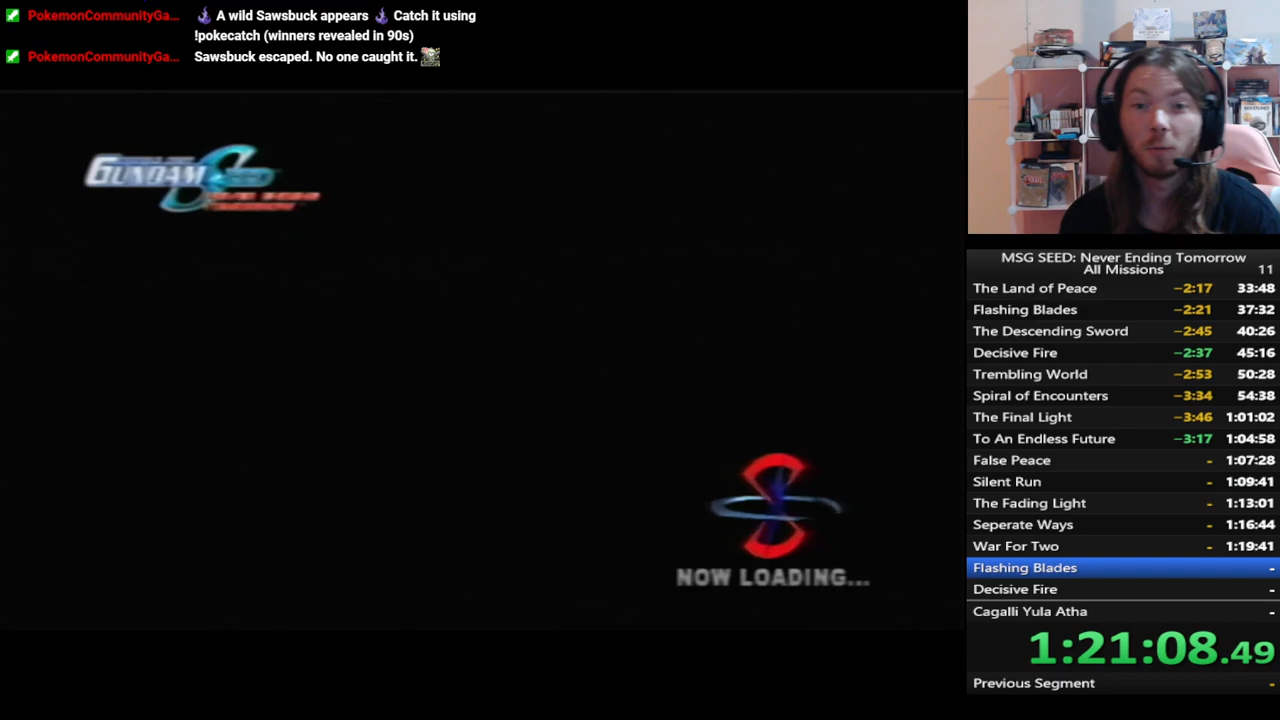 PokemonCommunityGa... A wild Sawsbuck appears Catch it using
!pokecatch (winners revealed in 90s)
PokemonCommunityGa... Sawsbuck escaped. No one caught it.
GUNDAM SEED
NOW LOADING...
MSG SEED: Never Ending Tomorrow
All Missions 11
The Land of Peace −2:17 33:48
Flashing Blades −2:21 37:32
The Descending Sword −2:45 40:26
Decisive Fire −2:37 45:16
Trembling World −2:53 50:28
Spiral of Encounters −3:34 54:38
The Final Light −3:46 1:01:02
To An Endless Future −3:17 1:04:58
False Peace - 1:07:28
Silent Run - 1:09:41
The Fading Light - 1:13:01
Seperate Ways - 1:16:44
War For Two - 1:19:41
Flashing Blades -
Decisive Fire -
Cagalli Yula Atha -
1:21:08.49
Previous Segment -